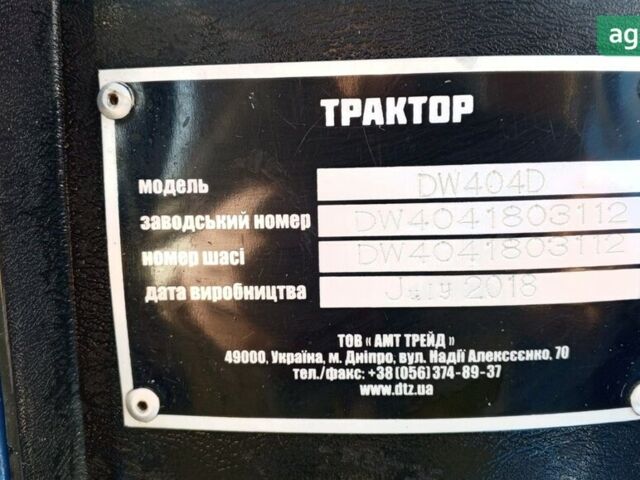 ag
ТРАКТОР
модель DW404D
заводський номер DW4041803112
номер шасі DW4041803112
дата виробництва July 2018
ТОВ « АМТ ТРЕЙД »
49000, Україна, м. Дніпро, вул. Надії Алексєєнко, 70
тел./факс: +38 (056) 374-89-37
www.dtz.ua